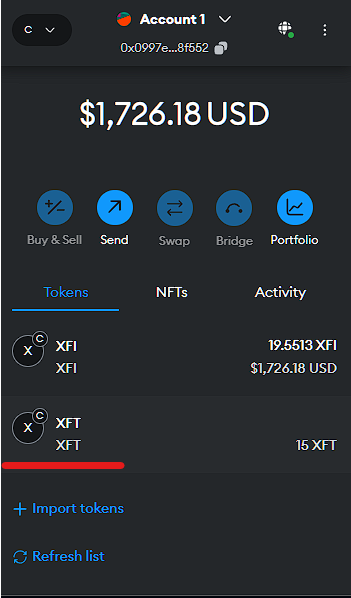 C
Account 1
0x0997e...8f552
$1,726.18 USD
Buy & Sell
Send
Swap
Bridge
Portfolio
Tokens
NFTs
Activity
X
C
XFI
19.5513 XFI
XFI
$1,726.18 USD
X
C
XFT
XFT
15 XFT
+ Import tokens
Refresh list